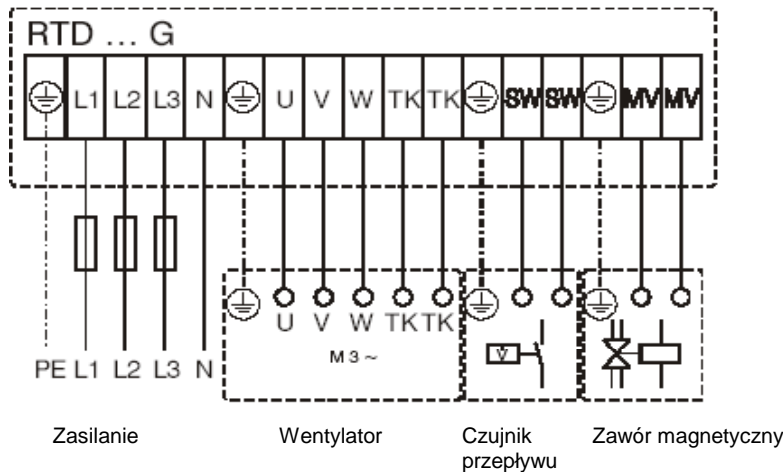 RTD ... G
L1 L2 L3 N U V W TK TK SW SW MV MV
U V W TK TK
M 3 ~
V
PE L1 L2 L3 N
Zasilanie Wentylator Czujnik przepływu Zawór magnetyczny